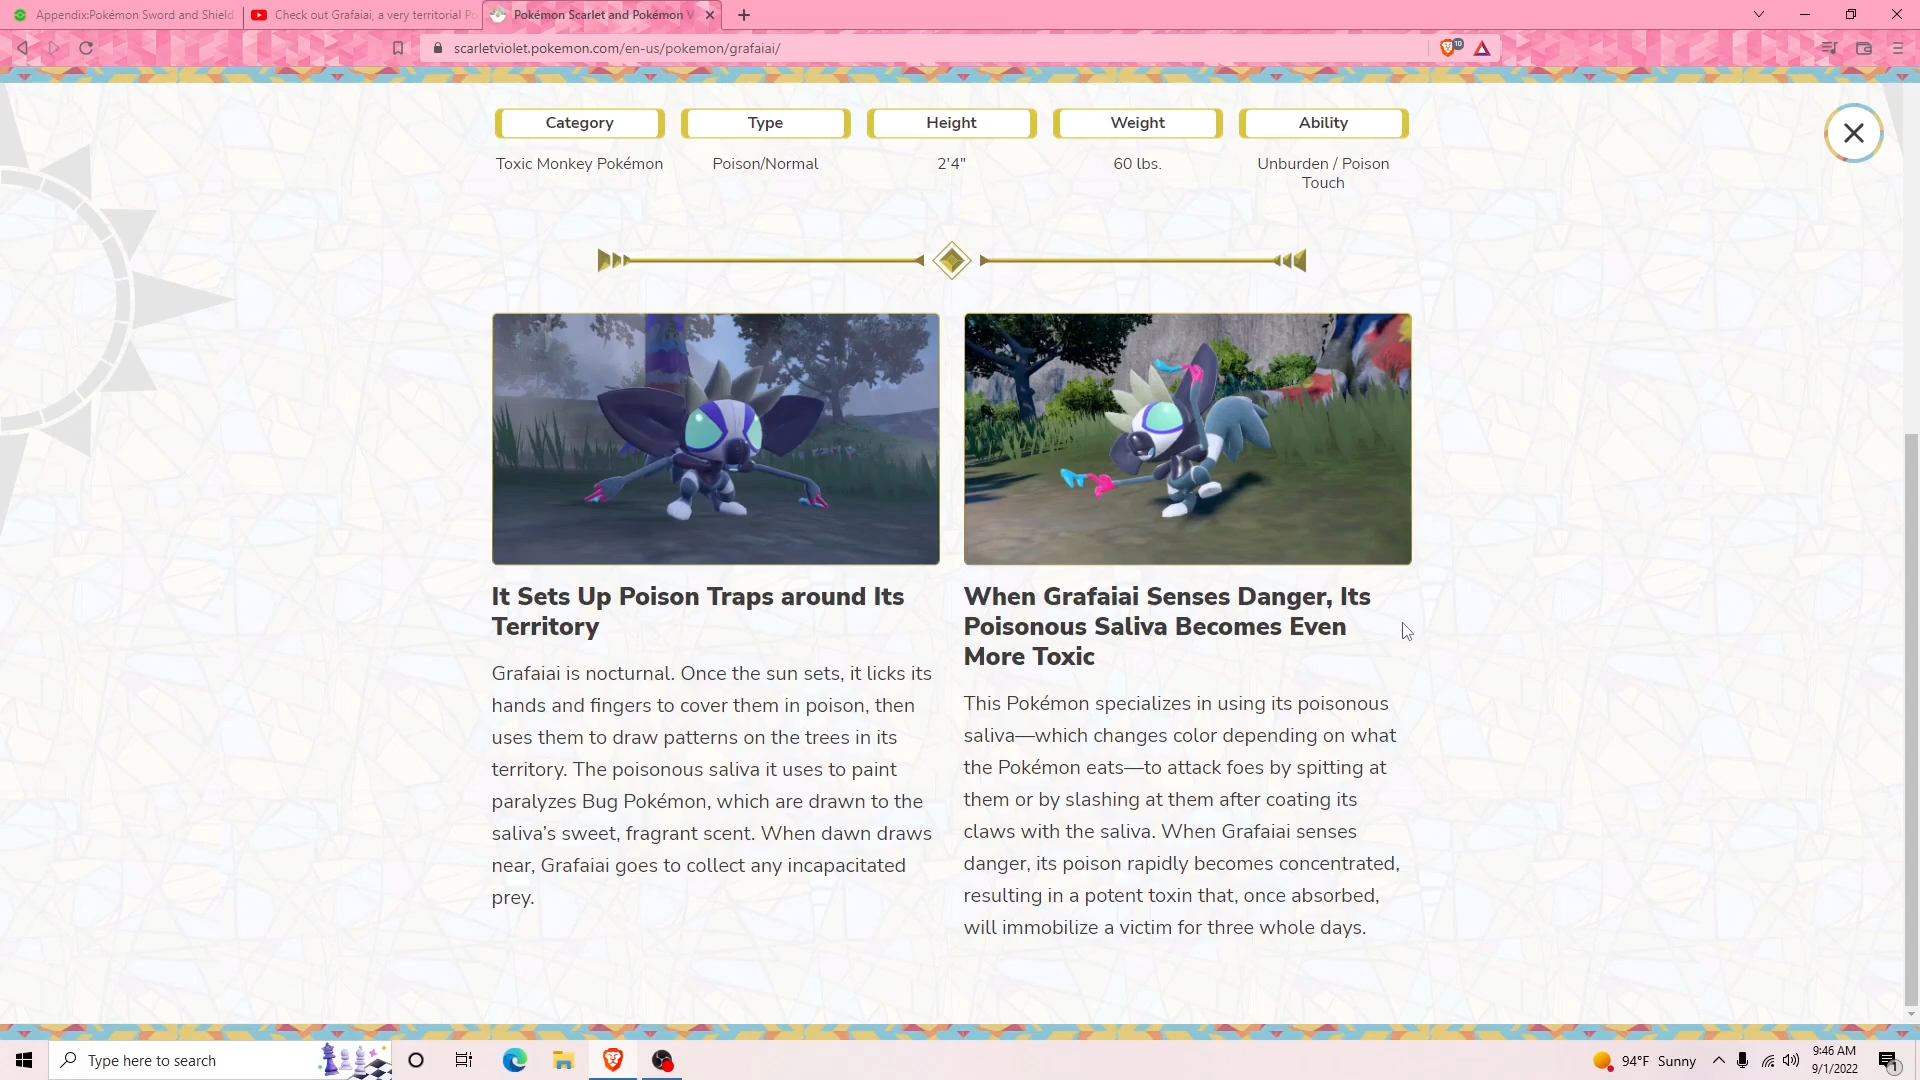 Appendix:Pokémon Sword and Shield
Check out Grafaiai, a very territorial Po
Pokémon Scarlet and Pokémon V
scarletviolet.pokemon.com/en-us/pokemon/grafaiai/
10
Category
Type
Height
Weight
Ability
Toxic Monkey Pokémon
Poison/Normal
2'4"
60 lbs.
Unburden / Poison
Touch
It Sets Up Poison Traps around Its
Territory
Grafaiai is nocturnal. Once the sun sets, it licks its
hands and fingers to cover them in poison, then
uses them to draw patterns on the trees in its
territory. The poisonous saliva it uses to paint
paralyzes Bug Pokémon, which are drawn to the
saliva’s sweet, fragrant scent. When dawn draws
near, Grafaiai goes to collect any incapacitated
prey.
When Grafaiai Senses Danger, Its
Poisonous Saliva Becomes Even
More Toxic
This Pokémon specializes in using its poisonous
saliva—which changes color depending on what
the Pokémon eats—to attack foes by spitting at
them or by slashing at them after coating its
claws with the saliva. When Grafaiai senses
danger, its poison rapidly becomes concentrated,
resulting in a potent toxin that, once absorbed,
will immobilize a victim for three whole days.
Type here to search
94°F Sunny
9:46 AM
9/1/2022
1